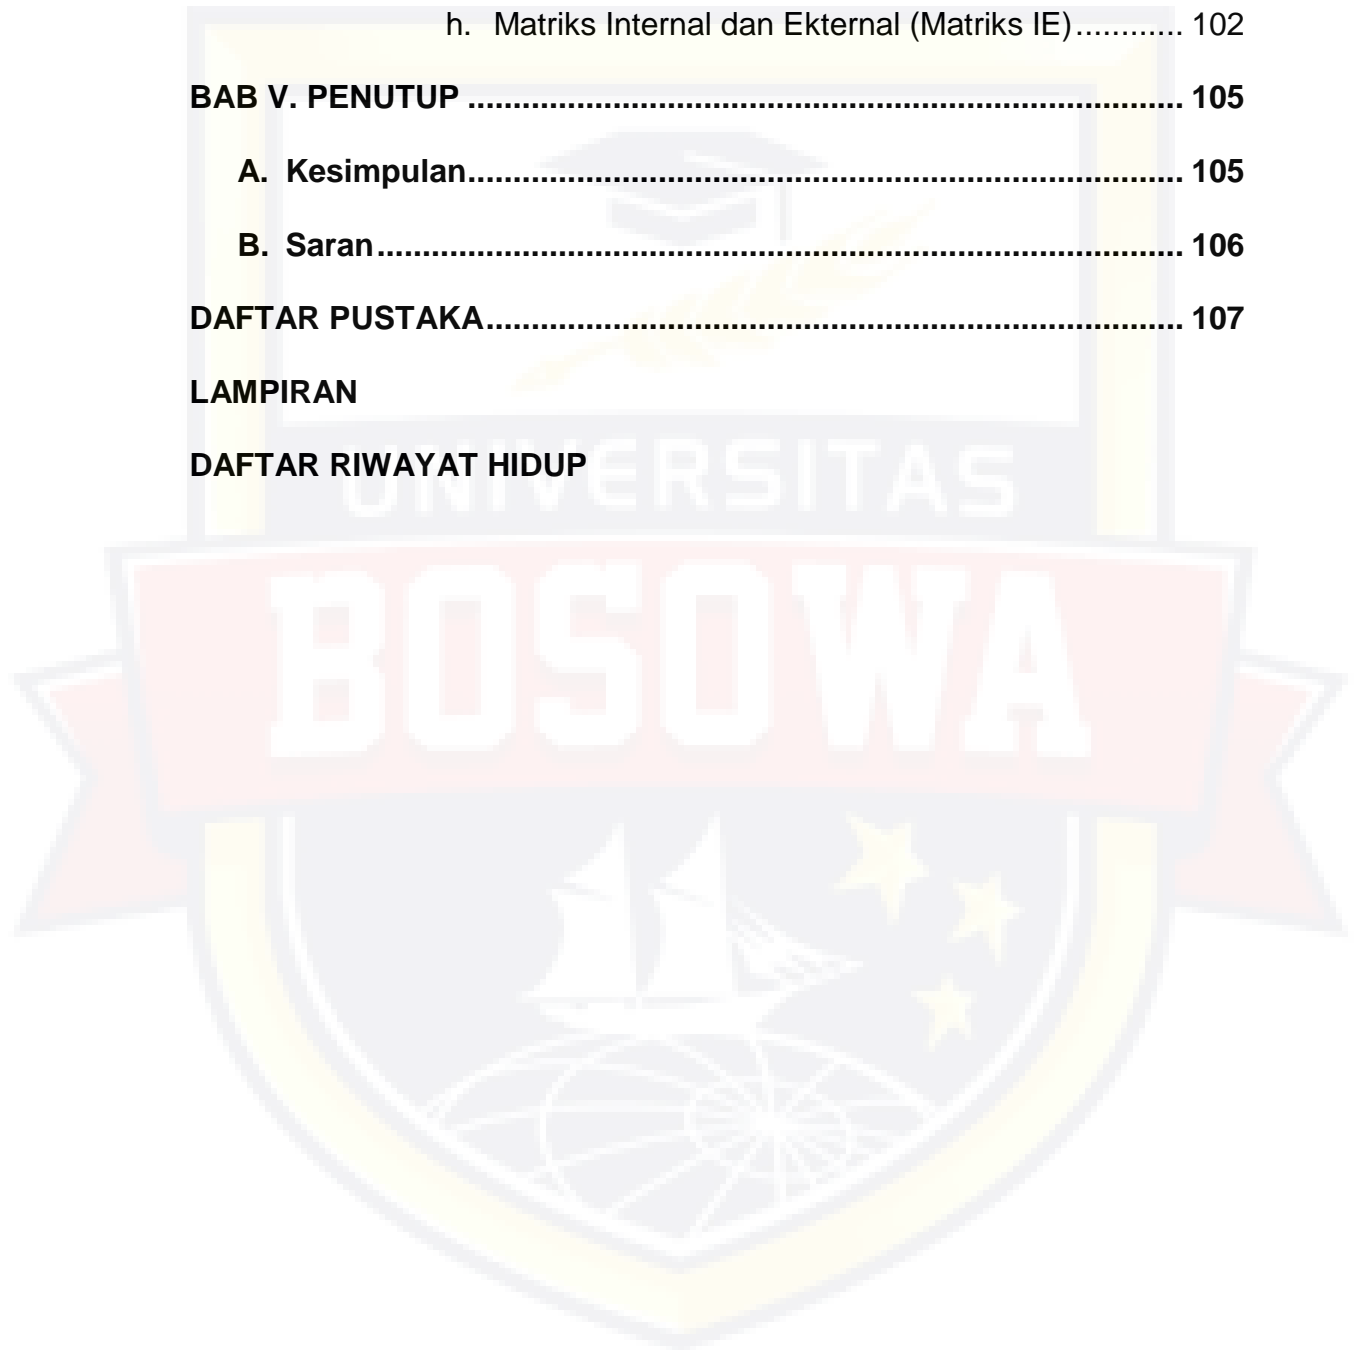 h. Matriks Internal dan Ekternal (Matriks IE)............ 102
BAB V. PENUTUP ................................................................................ 105
A. Kesimpulan................................................................................ 105
B. Saran.......................................................................................... 106
DAFTAR PUSTAKA.............................................................................. 107
LAMPIRAN
DAFTAR RIWAYAT HIDUP
UNIVERSITAS
BOSOWA